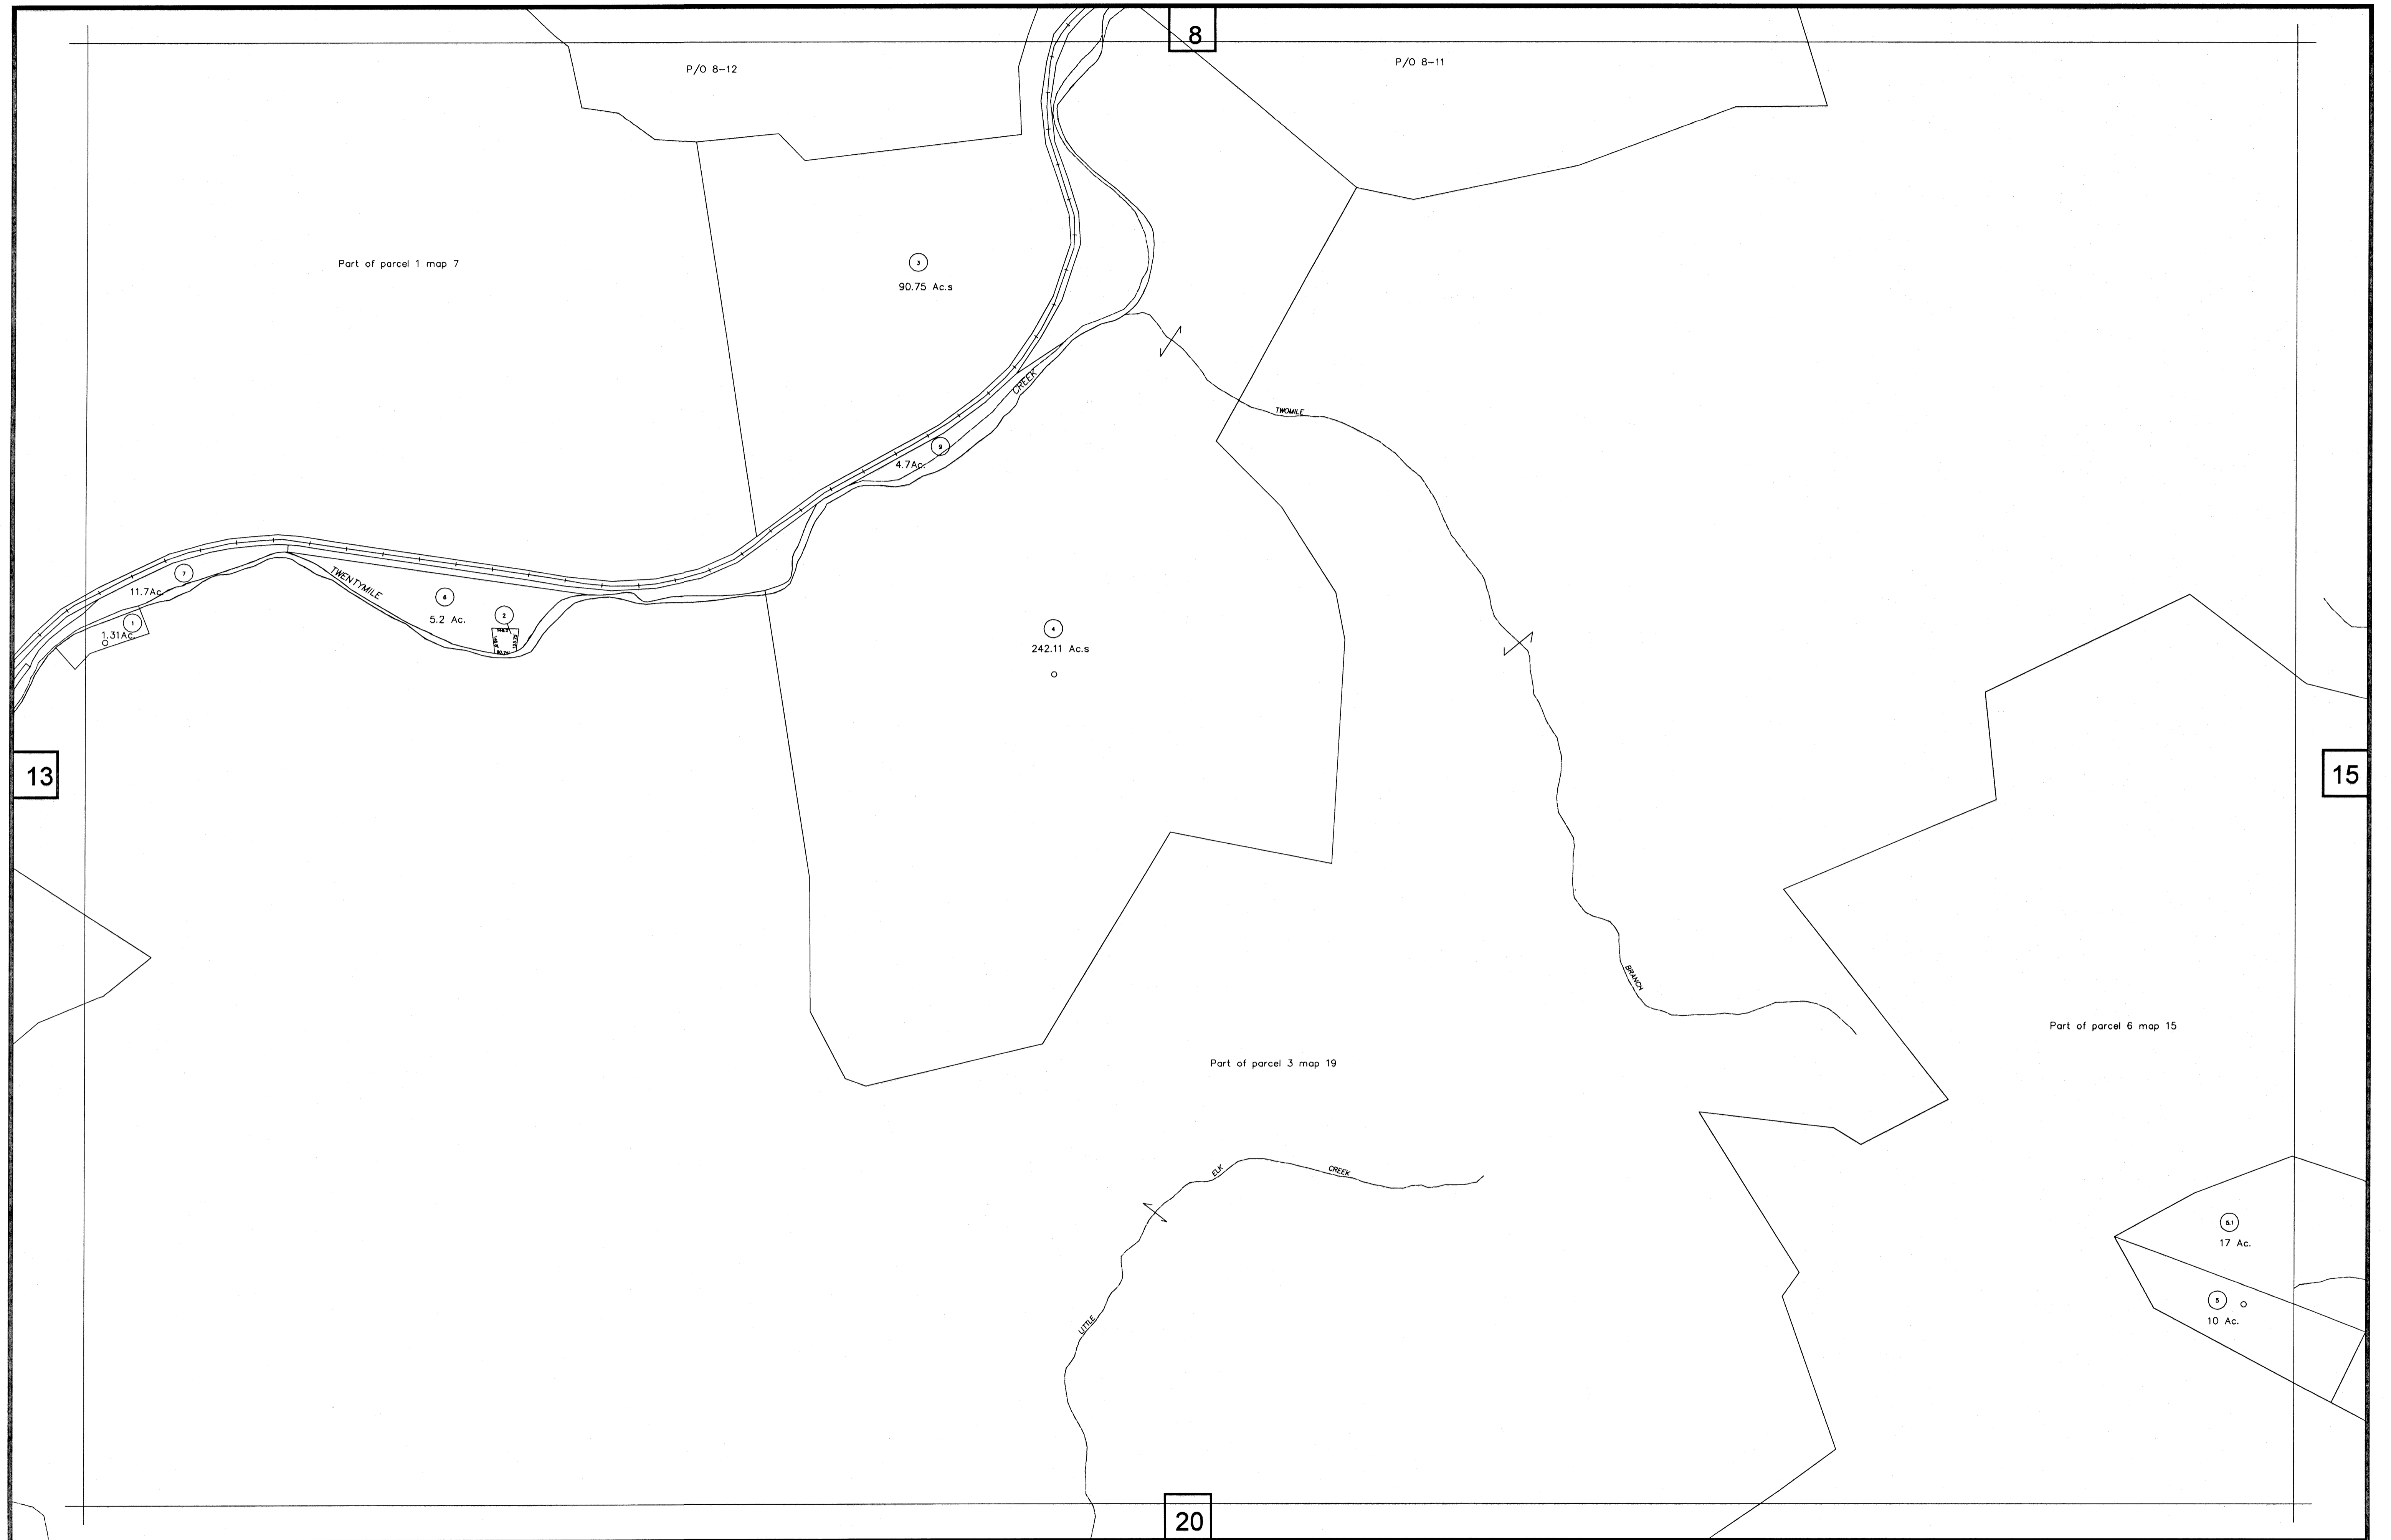 8
P/O 8-12
P/O 8-11
Part of parcel 1 map 7
3
90.75 Ac.s
CREEK
TWOMILE
9
4.7Ac.
7
11.7Ac.
TWENTYMILE
6
5.2 Ac.
2
1
1.31Ac.
4
242.11 Ac.s
13
15
BRANCH
Part of parcel 6 map 15
Part of parcel 3 map 19
ELK
CREEK
LITTLE
5.1
17 Ac.
5
10 Ac.
20